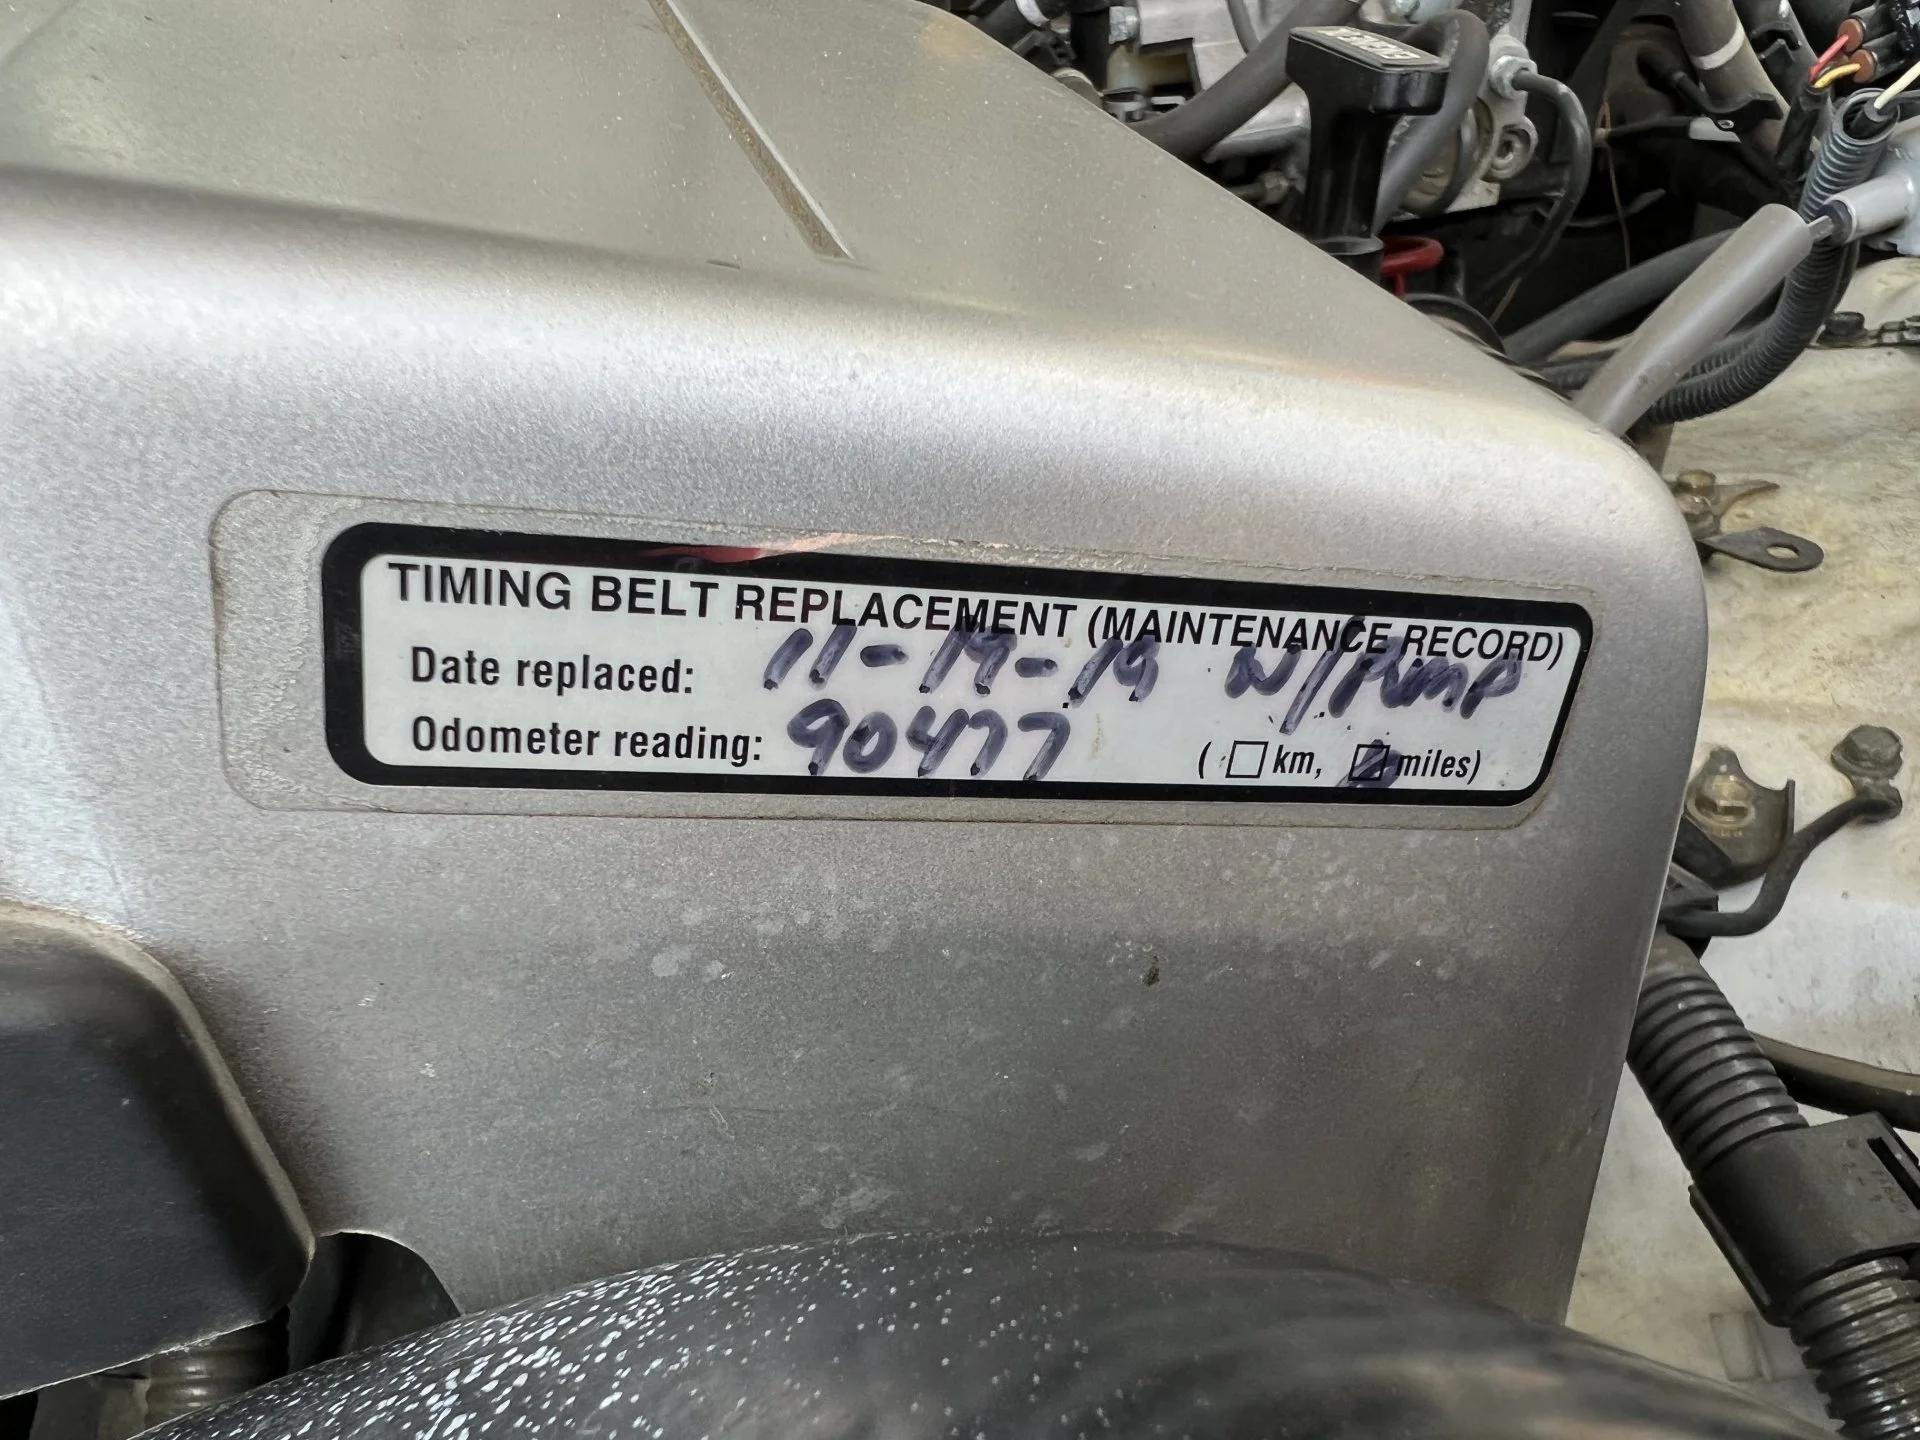 TIMING BELT REPLACEMENT (MAINTENANCE RECORD)
Date replaced: 11-19-19 W/Pump
Odometer reading: 90477 ( km, miles)